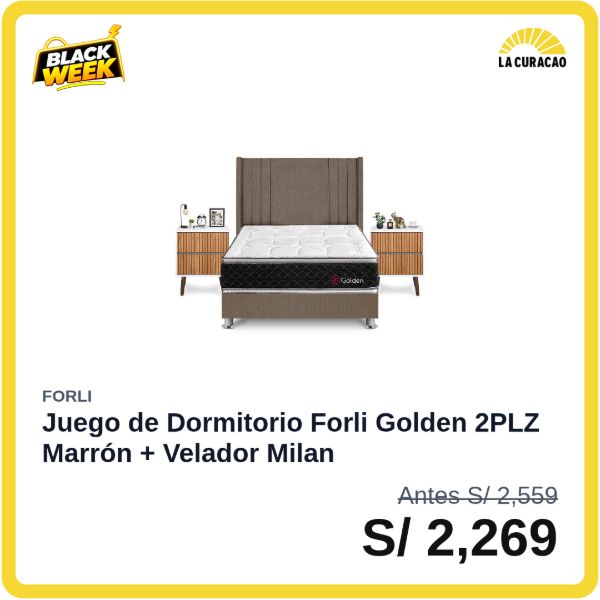 BLACK
WEEK
LA CURACAO
Golden
FORLI
Juego de Dormitorio Forli Golden 2PLZ
Marrón + Velador Milan
Antes S/ 2,559
S/ 2,269